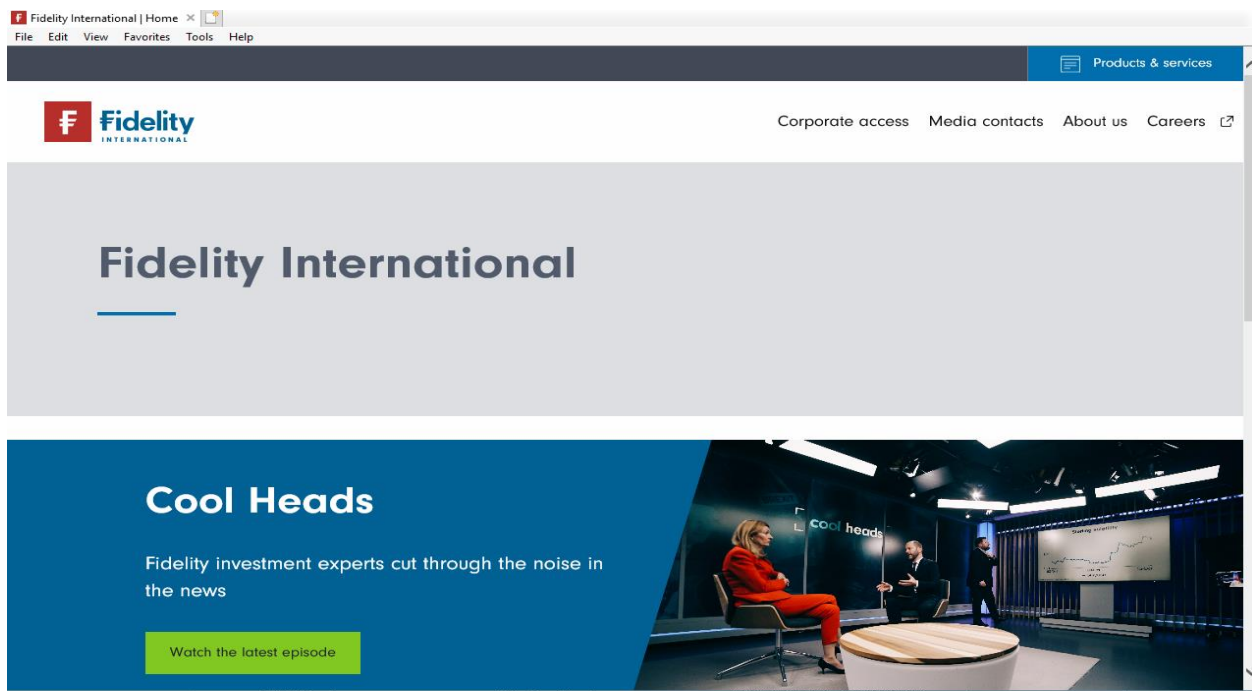 Fidelity International | Home
File Edit View Favorites Tools Help
Products & services
Fidelity
INTERNATIONAL
Corporate access Media contacts About us Careers
Fidelity International
Cool Heads
Fidelity investment experts cut through the noise in
the news
Watch the latest episode
cool heads